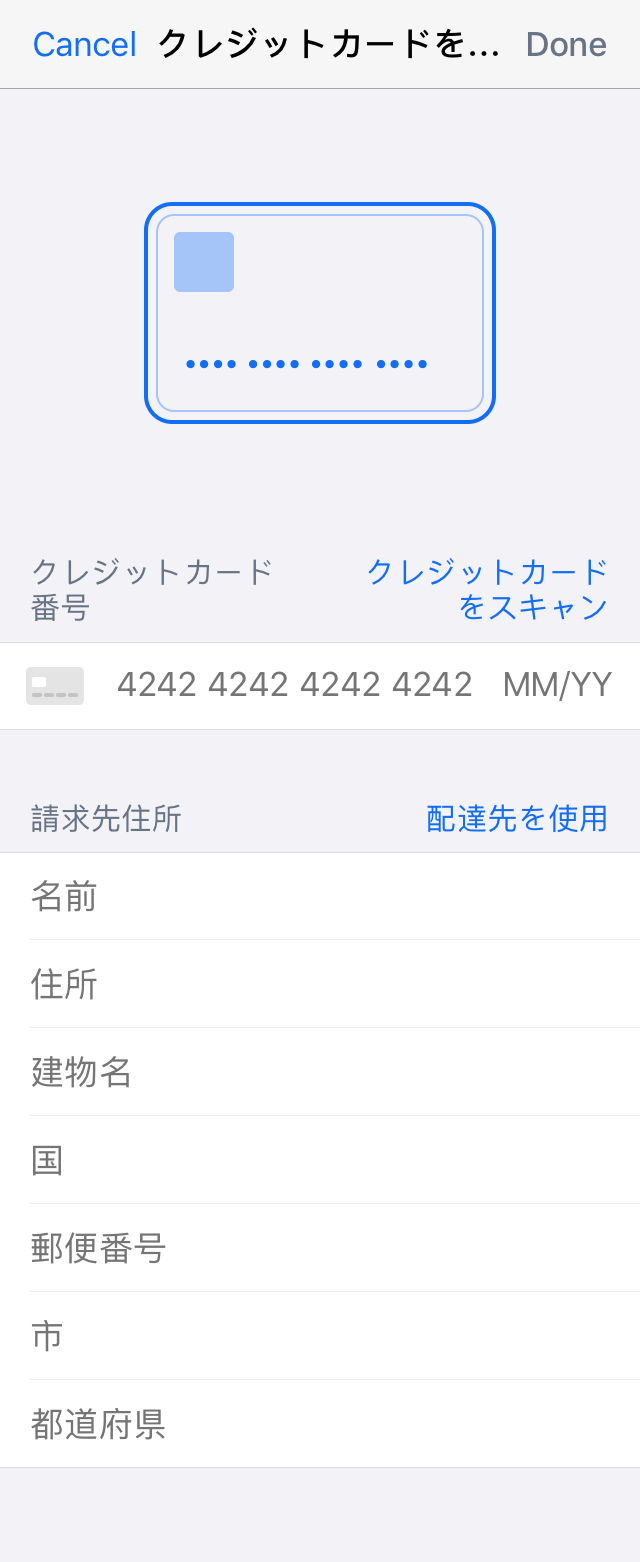 Cancel クレジットカードを... Done
クレジットカード
番号
クレジットカード
をスキャン
4242 4242 4242 4242 MM/YY
請求先住所 配達先を使用
名前
住所
建物名
国
郵便番号
市
都道府県